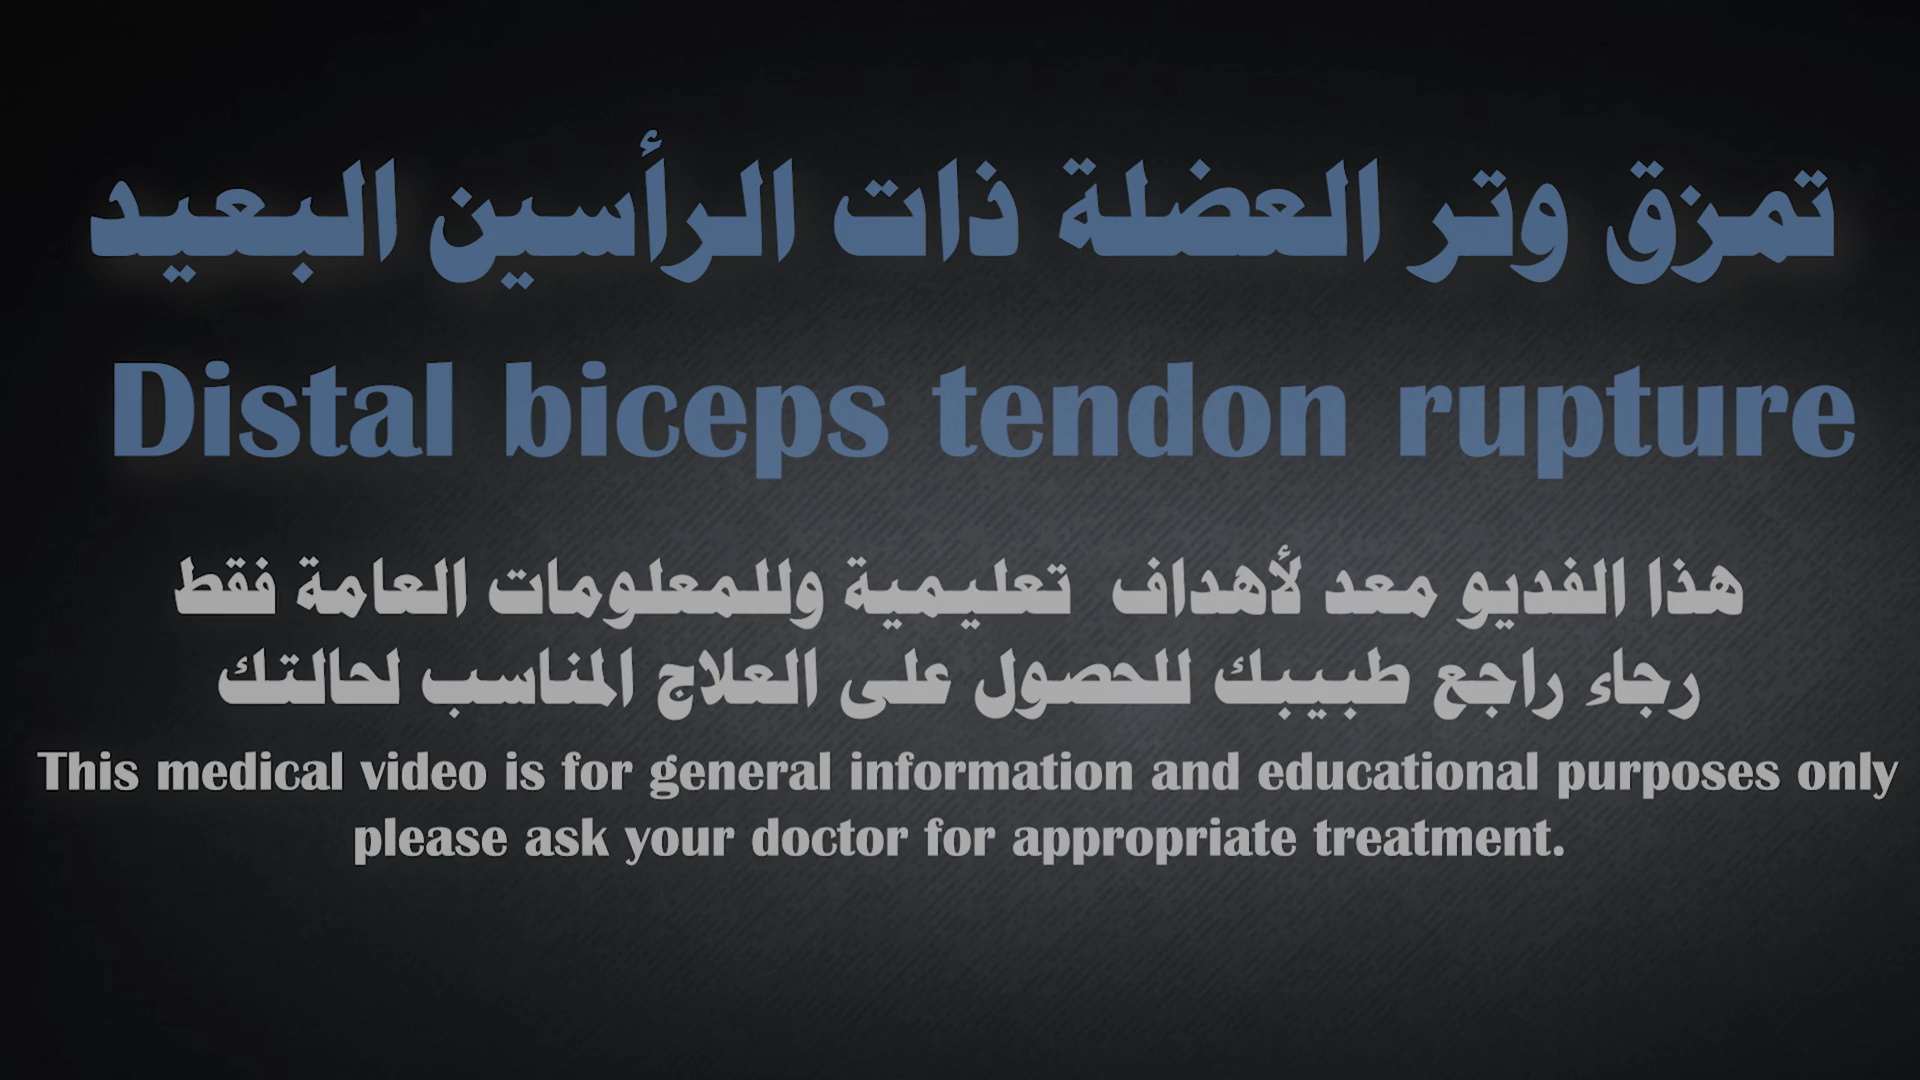 تمزق وتر العضلة ذات الرأسين البعيد
Distal biceps tendon rupture
هذا الفديو معد لأهداف تعليمية وللمعلومات العامة فقط
رجاء راجع طبيبك للحصول على العلاج المناسب لحالتك
This medical video is for general information and educational purposes only
please ask your doctor for appropriate treatment.